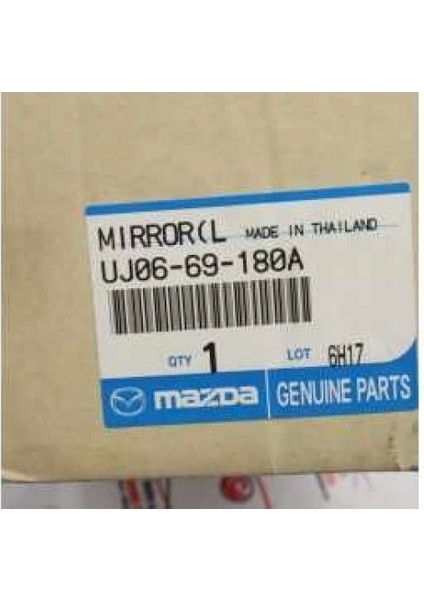 MIRROR(L MADE IN THAILAND
UJ06-69-180A
QTY 1 LOT 6H17
mazda GENUINE PARTS